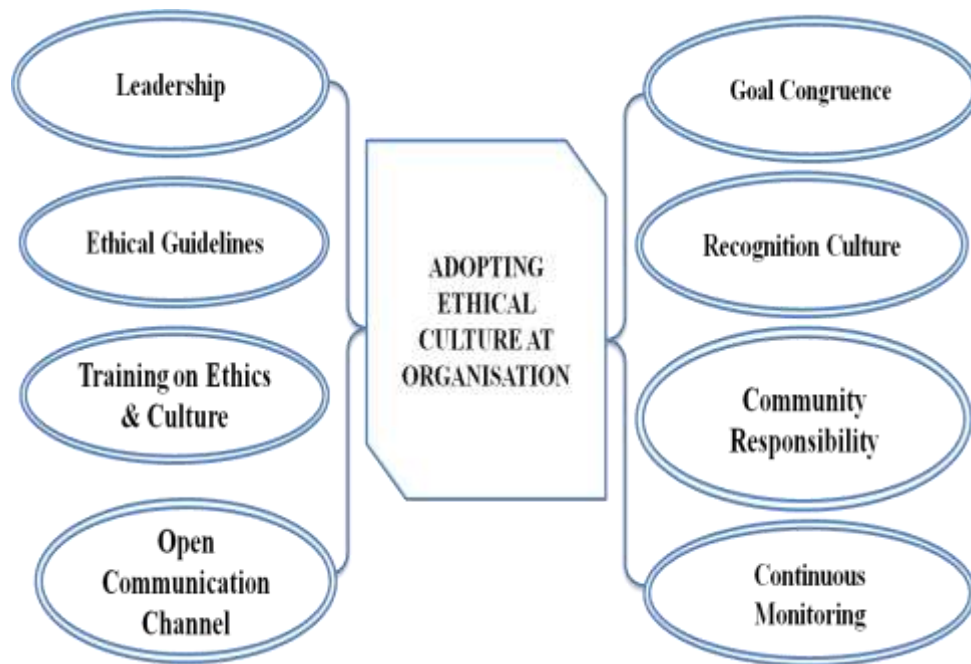 Leadership
Ethical Guidelines
Training on Ethics
& Culture
Open
Communication
Channel
ADOPTING
ETHICAL
CULTURE AT
ORGANISATION
Goal Congruence
Recognition Culture
Community
Responsibility
Continuous
Monitoring